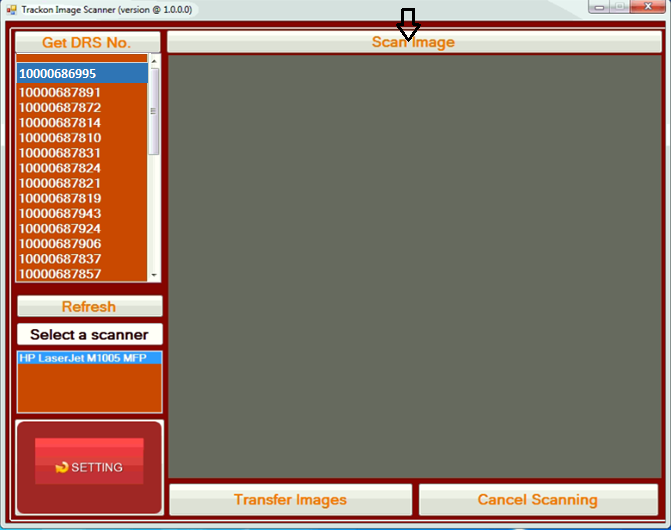 Trackon Image Scanner (version @ 1.0.0.0)
Get DRS No.
Scan Image
10000686995
10000687891
10000687872
10000687814
10000687810
10000687831
10000687824
10000687821
10000687819
10000687943
10000687924
10000687906
10000687837
10000687857
Refresh
Select a scanner
HP LaserJet M1005 MFP
SETTING
Transfer Images
Cancel Scanning